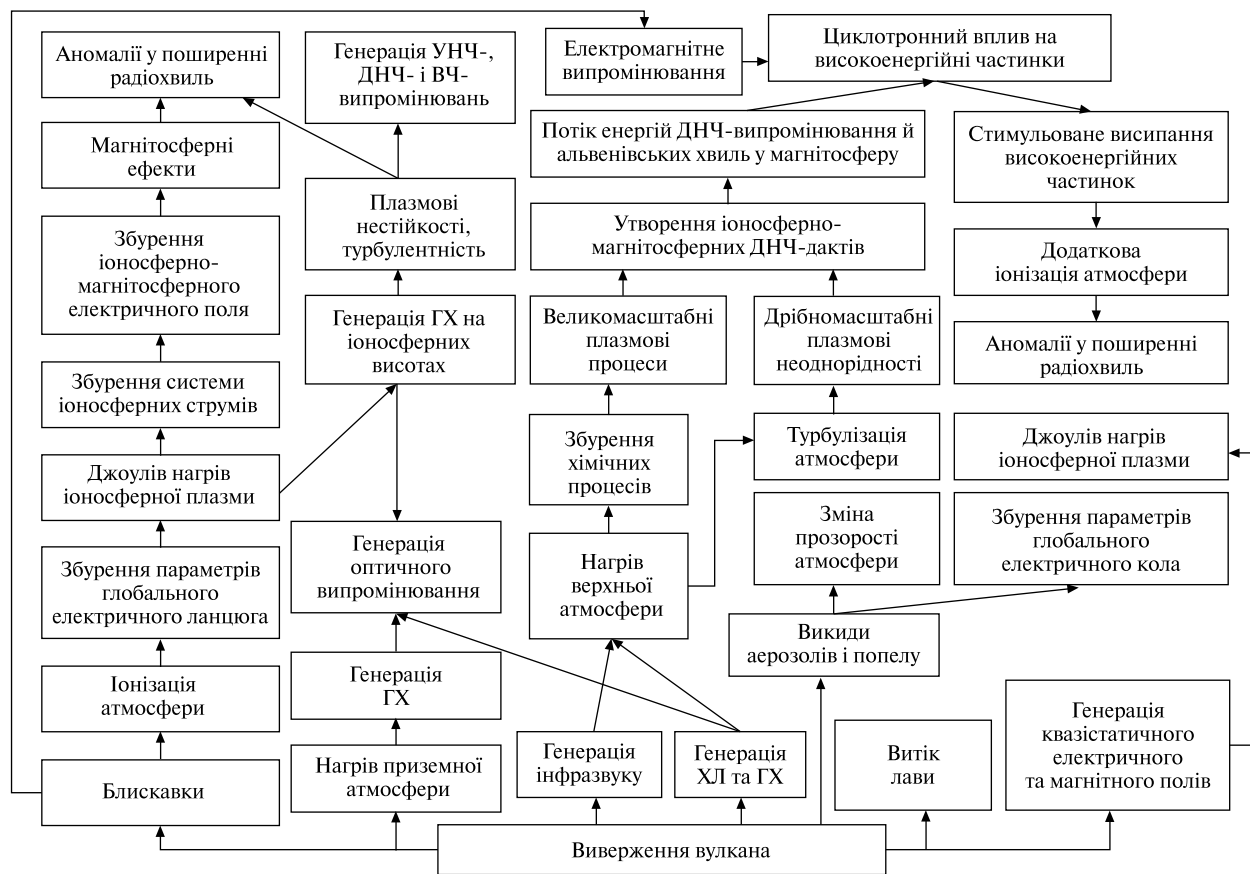 Аномалії у поширенні
радіохвиль
Генерація УНЧ-,
ДНЧ- і ВЧ-
випромінювань
Електромагнітне
випромінювання
Циклотронний вплив на
високоенергійні частинки
Магнітосферні
ефекти
Потік енергій ДНЧ-випромінювання й
альвенівських хвиль у магнітосферу
Стимульоване висипання
високоенергійних
частинок
Плазмові
нестійкості,
турбулентність
Утворення іоносферно-
магнітосферних ДНЧ-дактів
Збурення
іоносферно-
магнітосферного
електричного поля
Додаткова
іонізація атмосфери
Генерація ГХ на
іоносферних
висотах
Великомасштабні
плазмові
процеси
Дрібномасштабні
плазмові
неоднорідності
Аномалії у поширенні
радіохвиль
Збурення системи
іоносферних струмів
Збурення
хімічних
процесів
Турбулізація
атмосфери
Джоулів нагрів
іоносферної плазми
Джоулів нагрів
іоносферної плазми
Генерація
оптичного
випромінювання
Нагрів
верхньої
атмосфери
Зміна
прозорості
атмосфери
Збурення параметрів
глобального
електричного кола
Збурення параметрів
глобального
електричного ланцюга
Викиди
аерозолів і попелу
Іонізація
атмосфери
Генерація
ГХ
Генерація
квазістатичного
електричного
та магнітного полів
Блискавки
Нагрів приземної
атмосфери
Генерація
інфразвуку
Генерація
ХЛ та ГХ
Витік
лави
Виверження вулкана